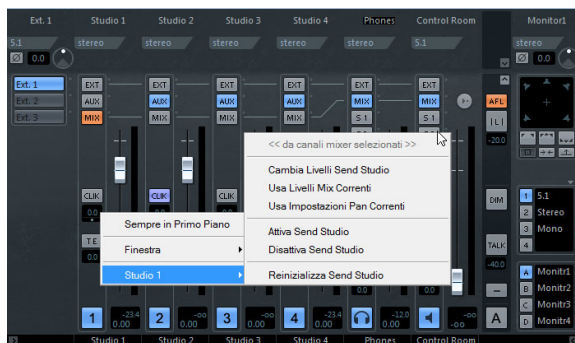 Ext. 1 Studio 1 Studio 2 Studio 3 Studio 4 Phones Control Room Monitr1
5.1 stereo stereo stereo stereo stereo 5.1 stereo
0.0 0.0
Ext. 1 EXT EXT EXT EXT EXT EXT
Ext. 2 AUX AUX AUX AUX MIX MIX AFL
Ext. 3 MIX MIX MIX MIX S 1 L
-20.0
<< da canali mixer selezionati >>
Cambia Livelli Send Studio
Usa Livelli Mix Correnti
Usa Impostazioni Pan Correnti
Attiva Send Studio
Disattiva Send Studio
Reinizializza Send Studio
CLIK CLIK CLIK DIM 1 5.1
0.0 2 Stereo
Sempre in Primo Piano
3 Mono
TE TALK 4
Finestra
0.0 -40.0
Studio 1
A Monitr1
B Monitr2
C Monitr3
D Monitr4
1 -23.4 2 -oo 3 -oo 4 -23.4 -12.0 -oo A
0.00 0.00 0.00 0.00 0.00 -oo
Studio 1 Studio 2 Studio 3 Studio 4 Phones Control Room